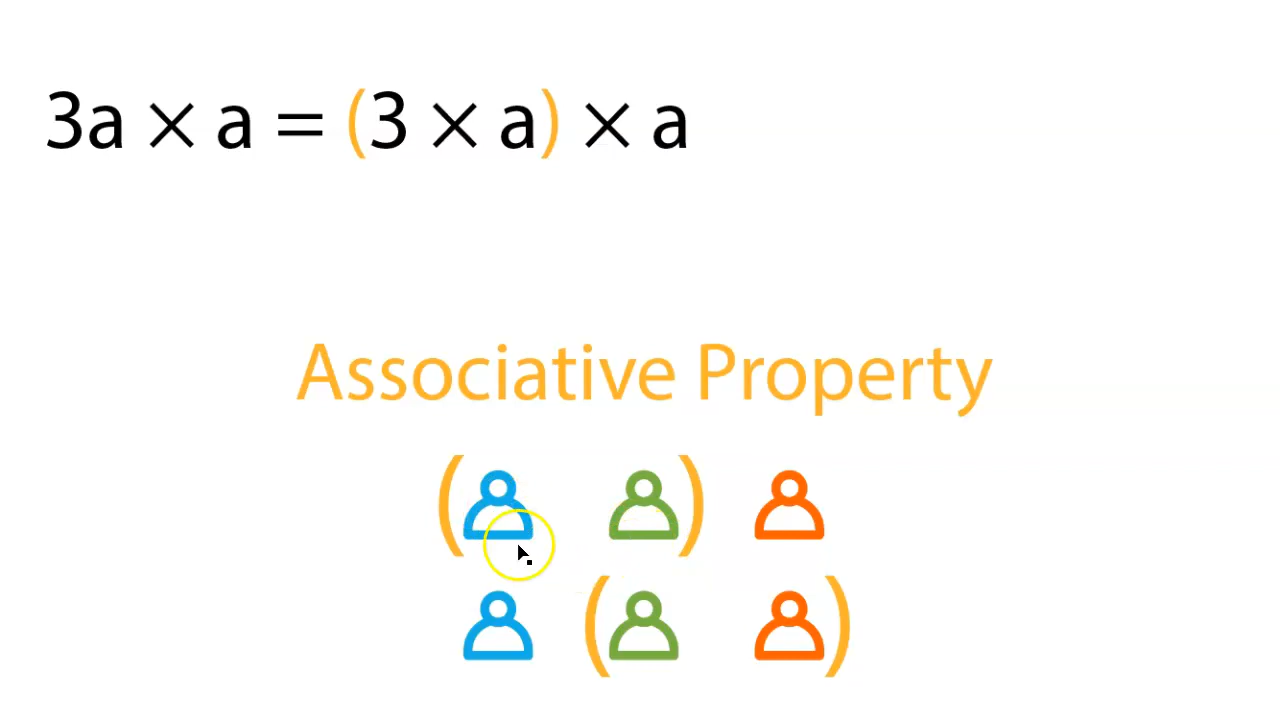 3a × a = (3 × a) × a
Associative Property
( )
( )